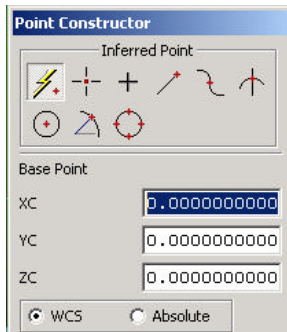 Point Constructor
Inferred Point
Base Point
XC 0.0000000000
YC 0.0000000000
ZC 0.0000000000
WCS Absolute